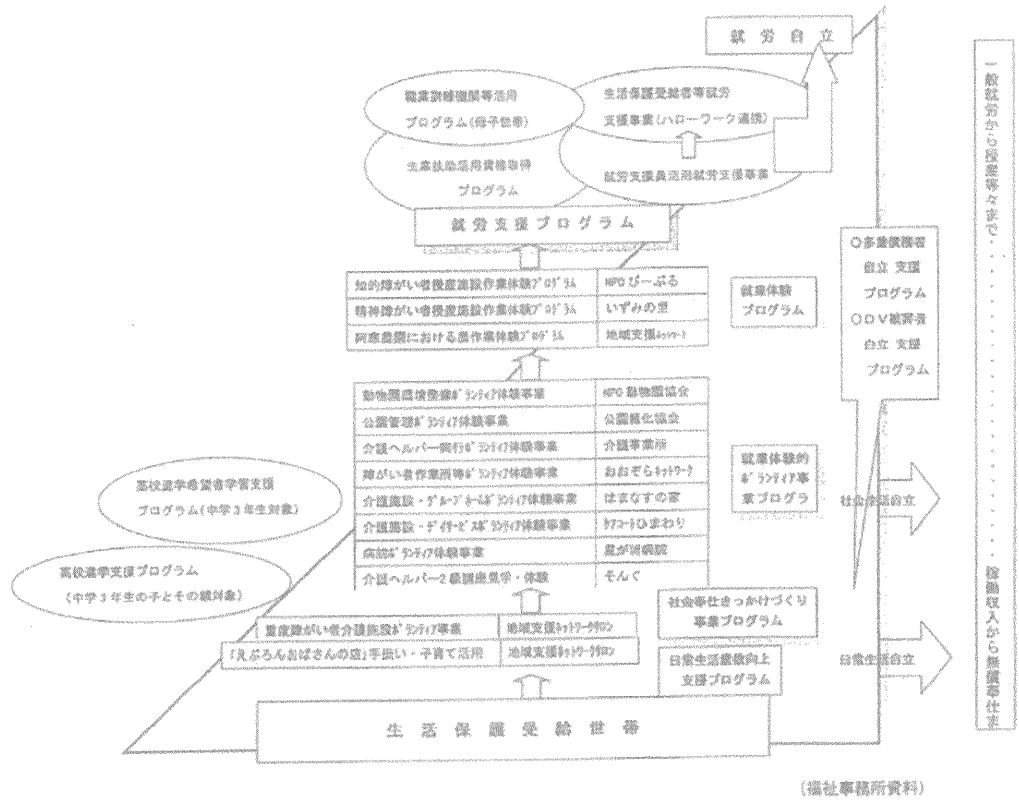 就労自立
職業訓練機関等活用
プログラム(母子世帯)
生活保護受給者等就労
支援事業(ハローワーク連携)
生業扶助活用資格取得
プログラム
就労支援員活用就労支援事業
就労支援プログラム
知的障がい者授産施設作業体験プログラム NPO ぴーぷる
精神障がい者授産施設作業体験プログラム いずみの里
阿寒農園における農作業体験プログラム 地域支援ネットワーク
就業体験
プログラム
○多重債務者
自立支援
プログラム
○DV被害者
自立支援
プログラム
動物園環境整備ボランティア体験事業 NPO 動物園協会
公園管理ボランティア体験事業 公園緑化協会
介護ヘルパー同行ボランティア体験事業 介護事業所
障がい者作業所等ボランティア体験事業 おおぞらネットワーク
介護施設・グループホームボランティア体験事業 はまなすの家
介護施設・デイサービスボランティア体験事業 ケアコートひまわり
病院ボランティア体験事業 星が浦病院
介護ヘルパー2級講座見学・体験 そんぐ
就業体験的
ボランティア事
業プログラ
高校進学希望者学習支援
プログラム(中学3年生対象)
高校進学支援プログラム
(中学3年生の子とその親対象)
社会生活自立
社会奉仕きっかけづくり
事業プログラム
重度障がい者介護施設ボランティア事業 地域支援ネットワークサロン
「えぷろんおばさんの店」手伝い・子育て活用 地域支援ネットワークサロン
日常生活意欲向上
支援プログラム
日常生活自立
生活保護受給世帯
一般就労から授産等々まで・・・・・・・・・・・・・・・・稼働収入から無償奉仕ま
(福祉事務所資料)